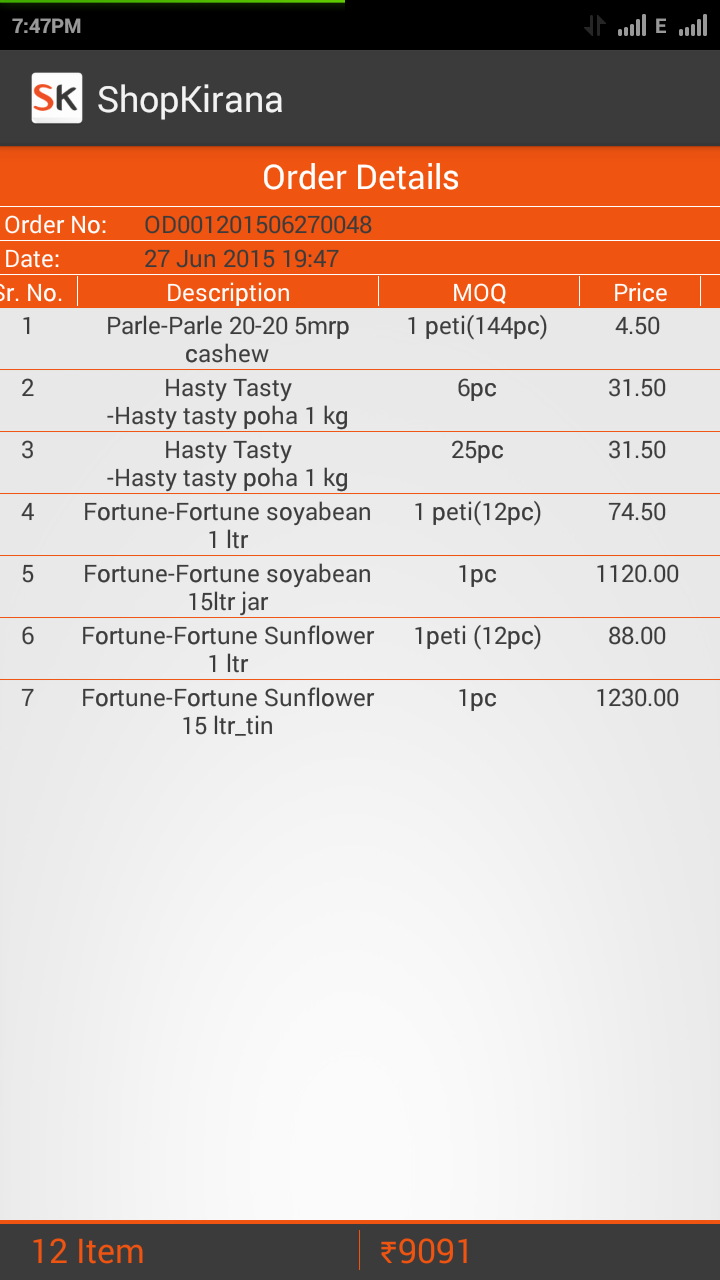 7:47PM E
SK ShopKirana
Order Details
Order No: OD001201506270048
Date: 27 Jun 2015 19:47
Sr. No. Description MOQ Price
1 Parle-Parle 20-20 5mrp 1 peti(144pc) 4.50
cashew
2 Hasty Tasty 6pc 31.50
-Hasty tasty poha 1 kg
3 Hasty Tasty 25pc 31.50
-Hasty tasty poha 1 kg
4 Fortune-Fortune soyabean 1 peti(12pc) 74.50
1 ltr
5 Fortune-Fortune soyabean 1pc 1120.00
15ltr jar
6 Fortune-Fortune Sunflower 1peti (12pc) 88.00
1 ltr
7 Fortune-Fortune Sunflower 1pc 1230.00
15 ltr_tin
12 Item ₹9091